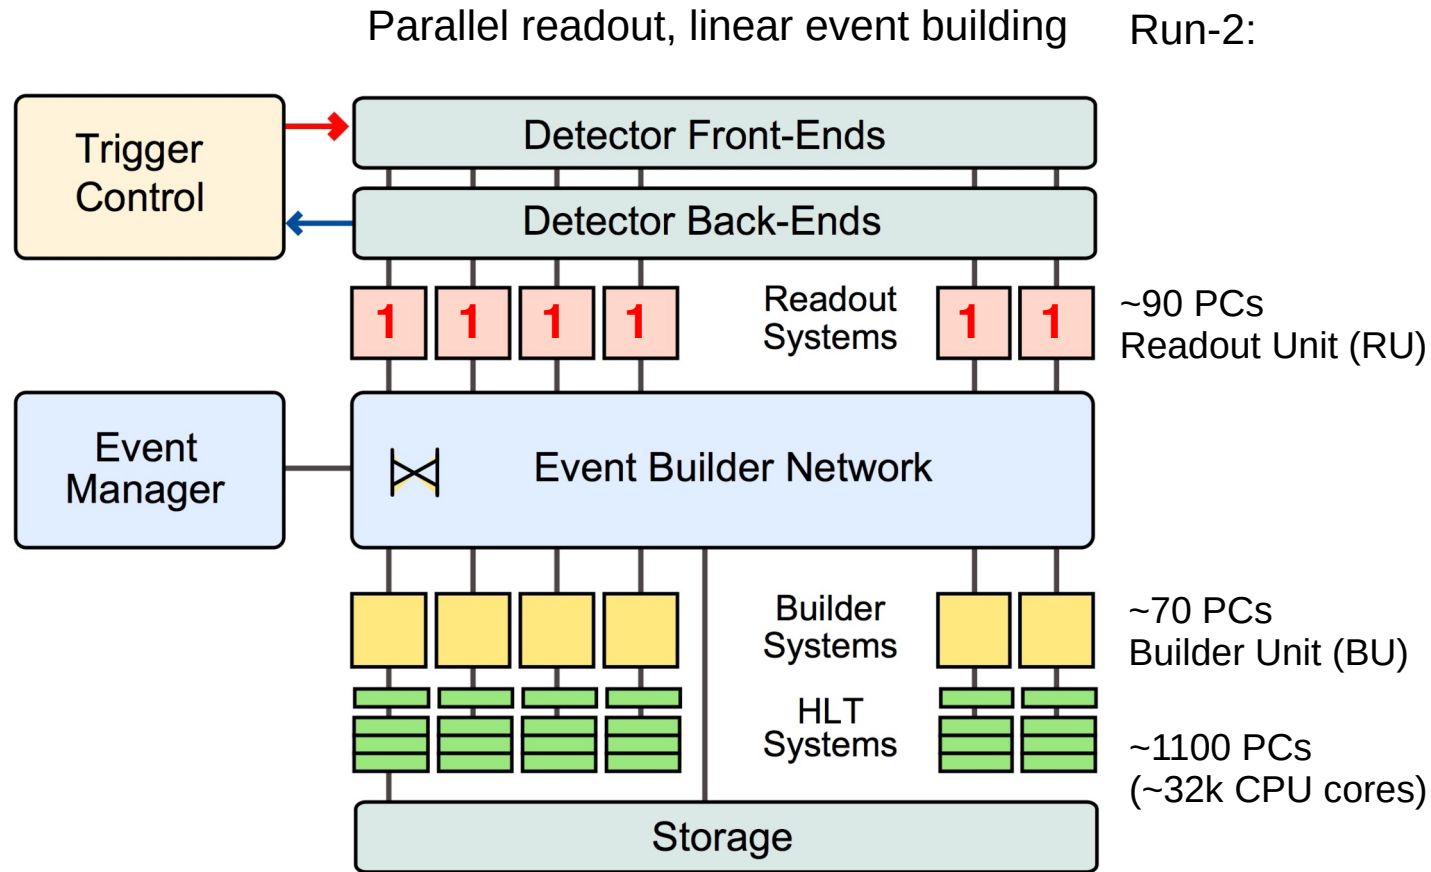 Parallel readout, linear event building
Run-2:
Trigger
Control
Detector Front-Ends
Detector Back-Ends
1 1 1 1
Readout
Systems
1 1
~90 PCs
Readout Unit (RU)
Event
Manager
Event Builder Network
Builder
Systems
~70 PCs
Builder Unit (BU)
HLT
Systems
~1100 PCs
(~32k CPU cores)
Storage